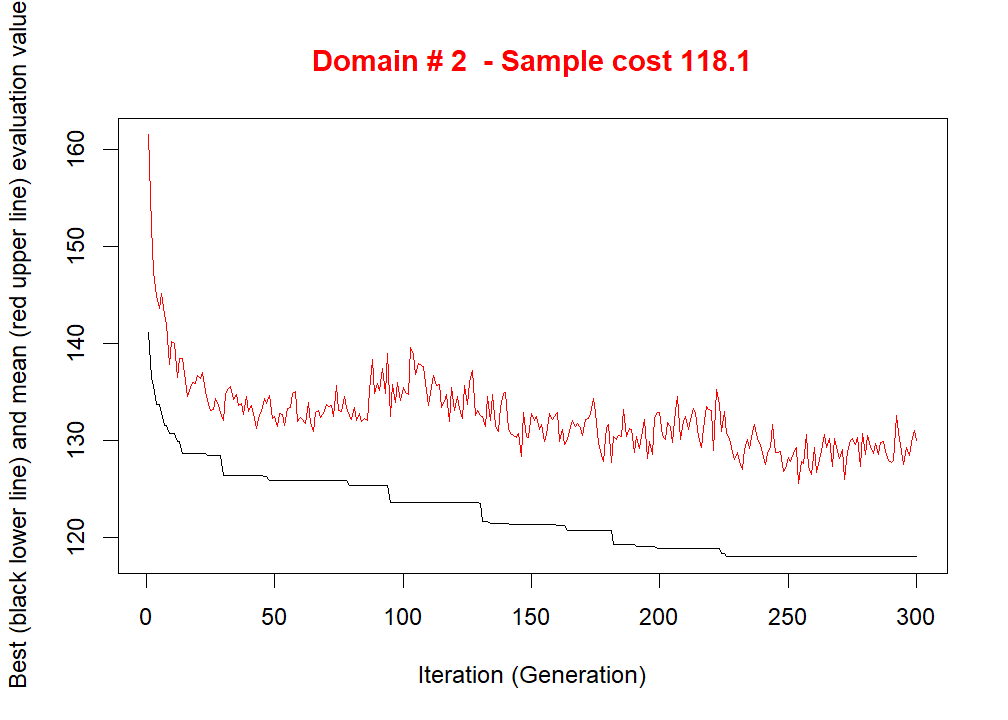 Domain # 2  - Sample cost 118.1
Best (black lower line) and mean (red upper line) evaluation value
160
150
140
130
120
0 50 100 150 200 250 300
Iteration (Generation)